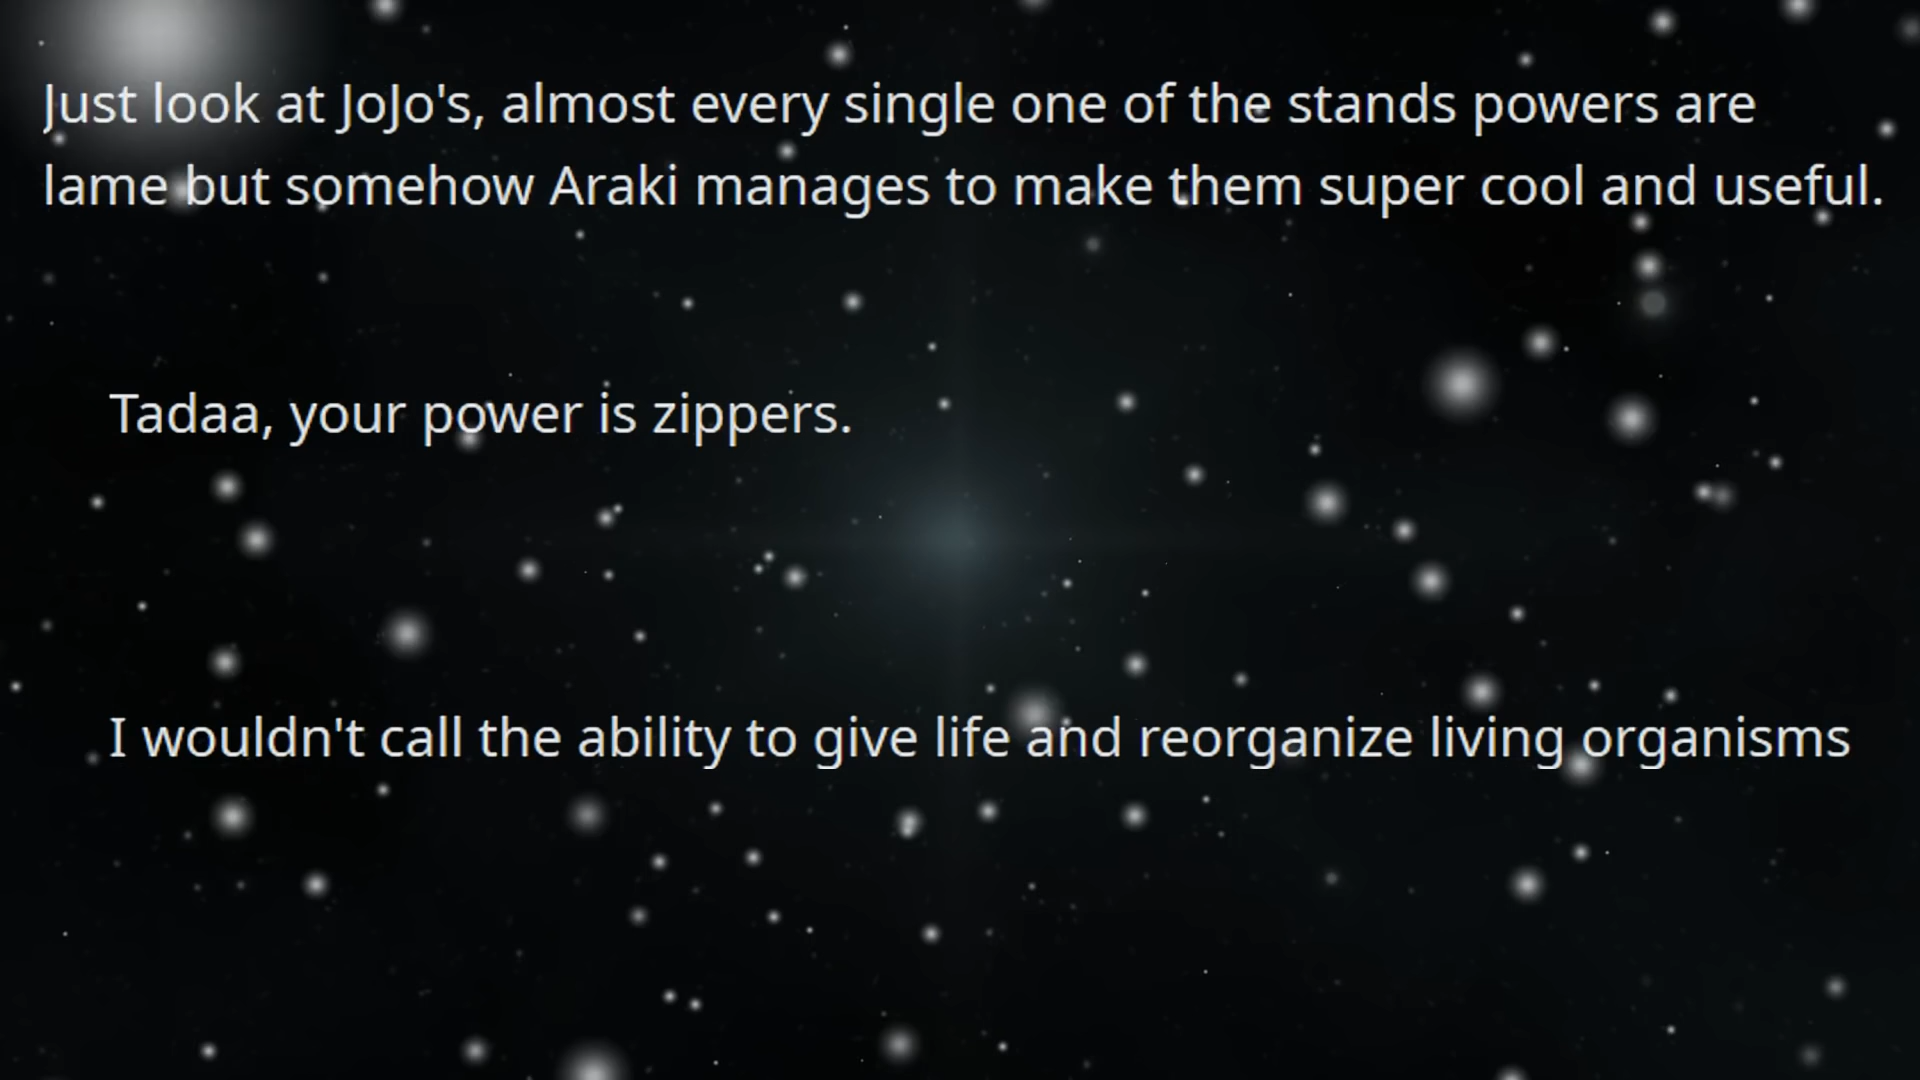 Just look at JoJo's, almost every single one of the stands powers are
lame but somehow Araki manages to make them super cool and useful.
Tadaa, your power is zippers.
I wouldn't call the ability to give life and reorganize living organisms